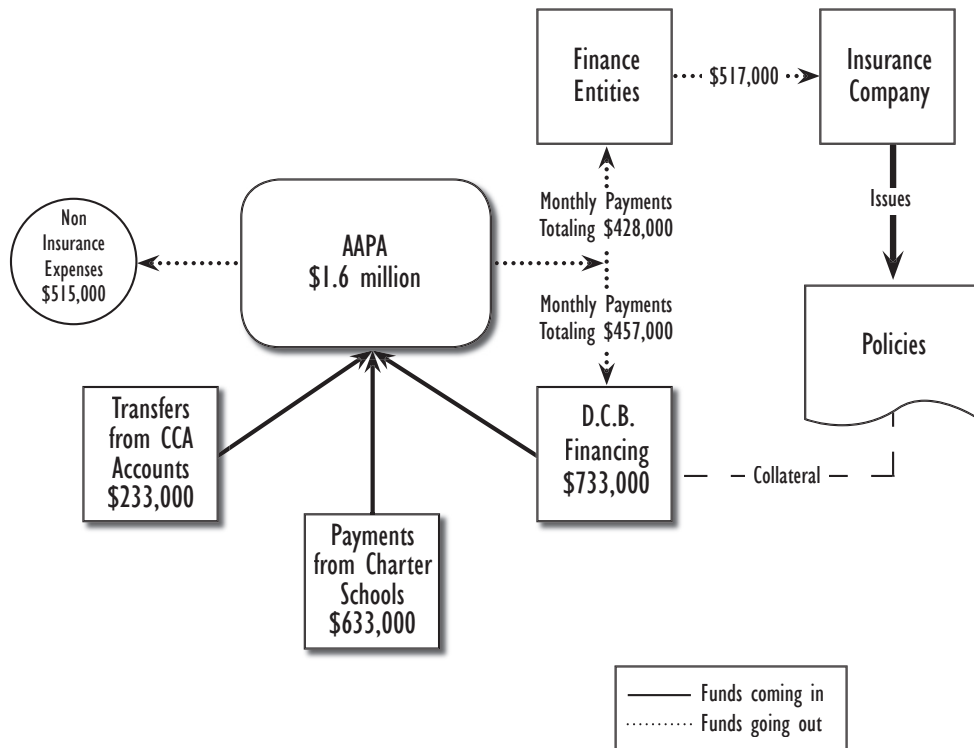 Finance
Entities
$517,000
Insurance
Company
Non
Insurance
Expenses
$515,000
AAPA
$1.6 million
Monthly Payments
Totaling $428,000
Monthly Payments
Totaling $457,000
Issues
Policies
Transfers
from CCA
Accounts
$233,000
Payments
from Charter
Schools
$633,000
D.C.B.
Financing
$733,000
Collateral
Funds coming in
Funds going out